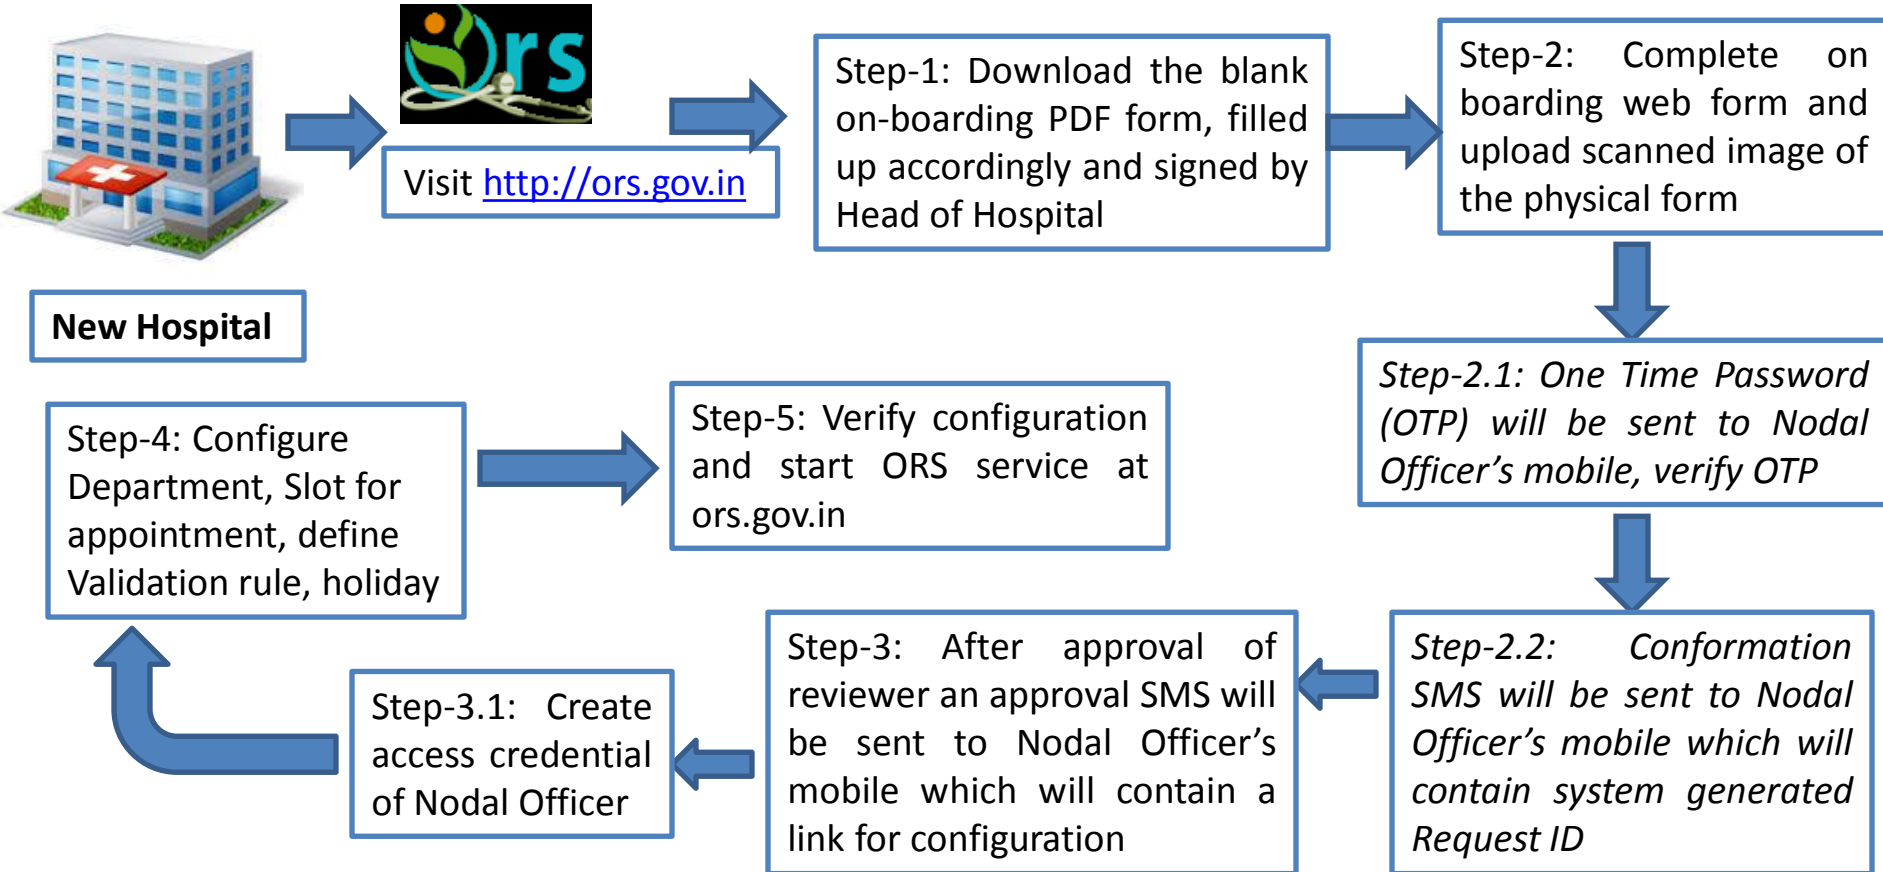 Ors
Visit http://ors.gov.in
New Hospital
Step-1: Download the blank
on-boarding PDF form, filled
up accordingly and signed by
Head of Hospital
Step-2: Complete on
boarding web form and
upload scanned image of
the physical form
Step-2.1: One Time Password
(OTP) will be sent to Nodal
Officer’s mobile, verify OTP
Step-2.2: Conformation
SMS will be sent to Nodal
Officer’s mobile which will
contain system generated
Request ID
Step-3: After approval of
reviewer an approval SMS will
be sent to Nodal Officer’s
mobile which will contain a
link for configuration
Step-3.1: Create
access credential
of Nodal Officer
Step-4: Configure
Department, Slot for
appointment, define
Validation rule, holiday
Step-5: Verify configuration
and start ORS service at
ors.gov.in